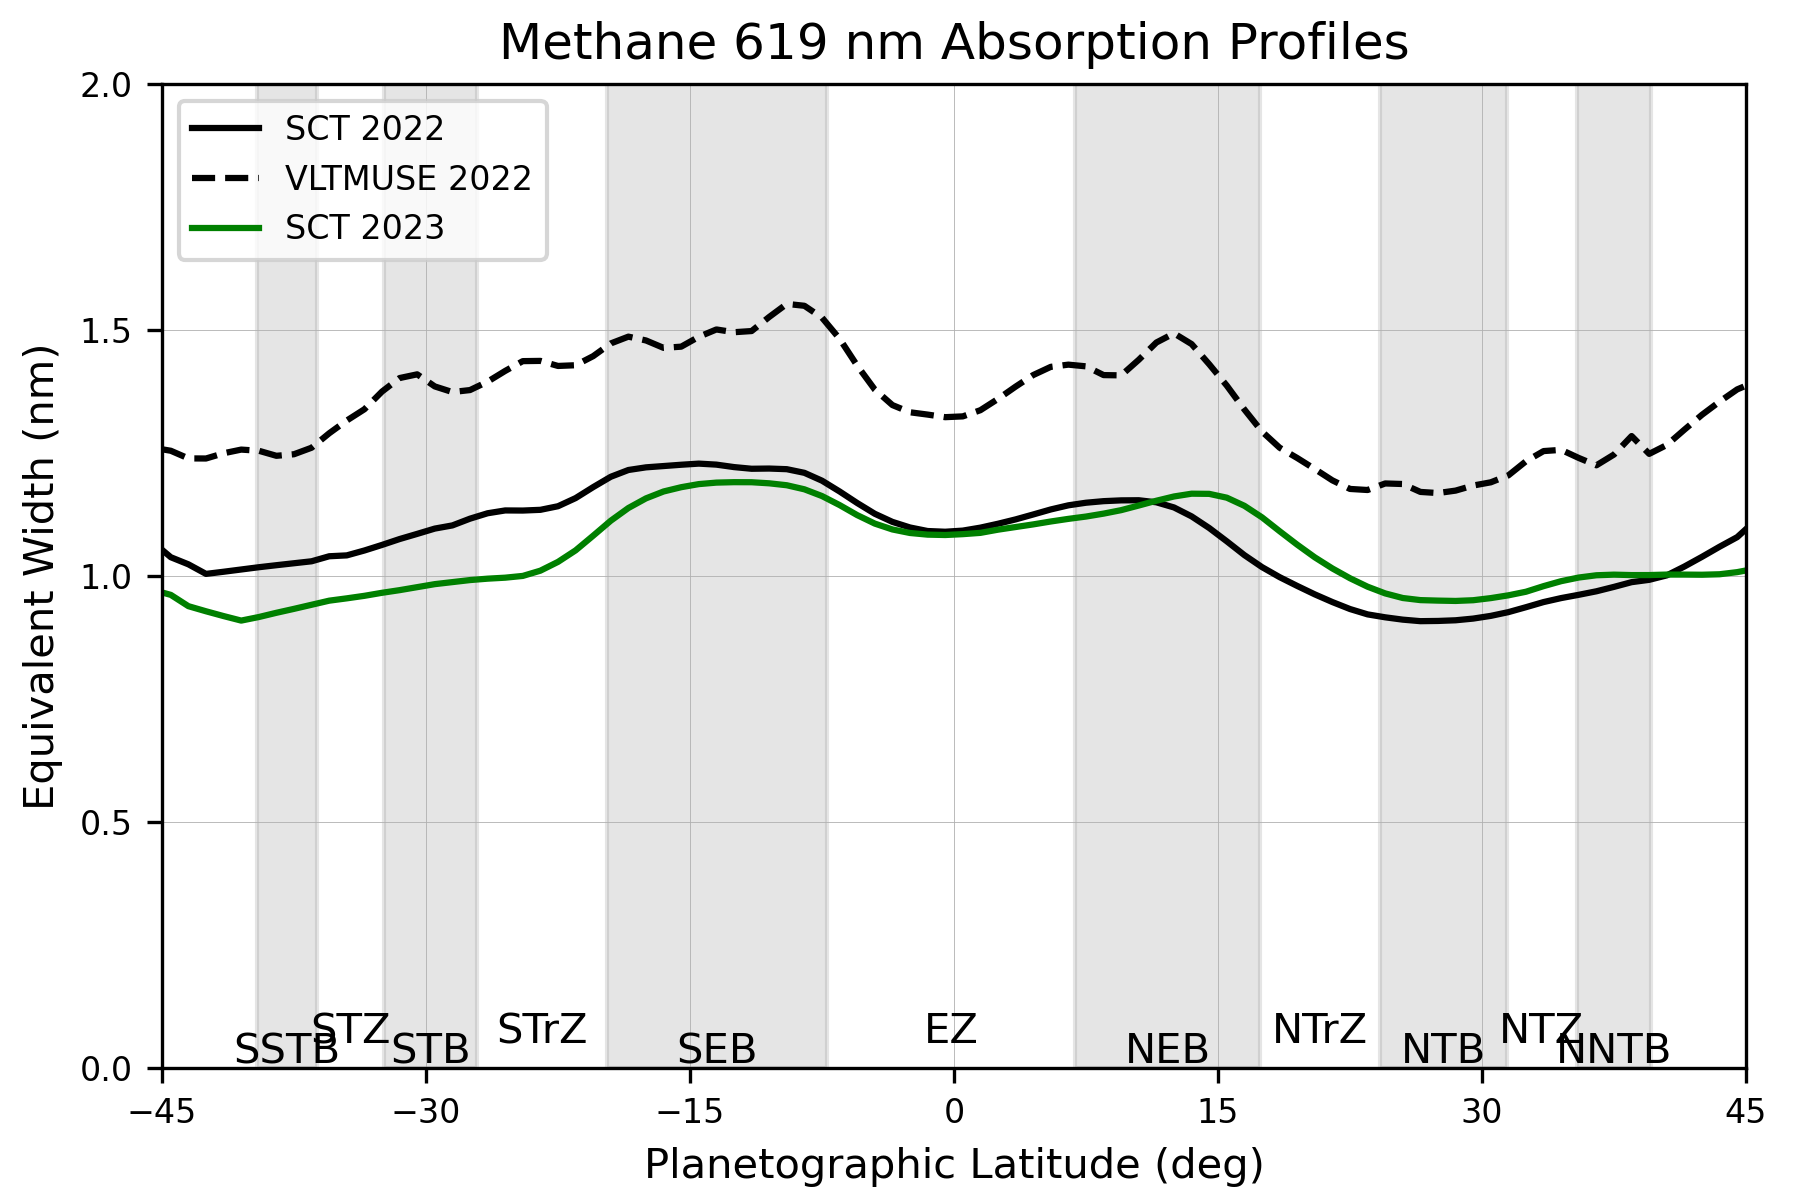 Methane 619 nm Absorption Profiles
2.0
SCT 2022
VLTMUSE 2022
SCT 2023
1.5
1.0
0.5
0.0
Equivalent Width (nm)
STZ STrZ EZ NTrZ NTZ
SSTB STB SEB NEB NTB NNTB
−45 −30 −15 0 15 30 45
Planetographic Latitude (deg)